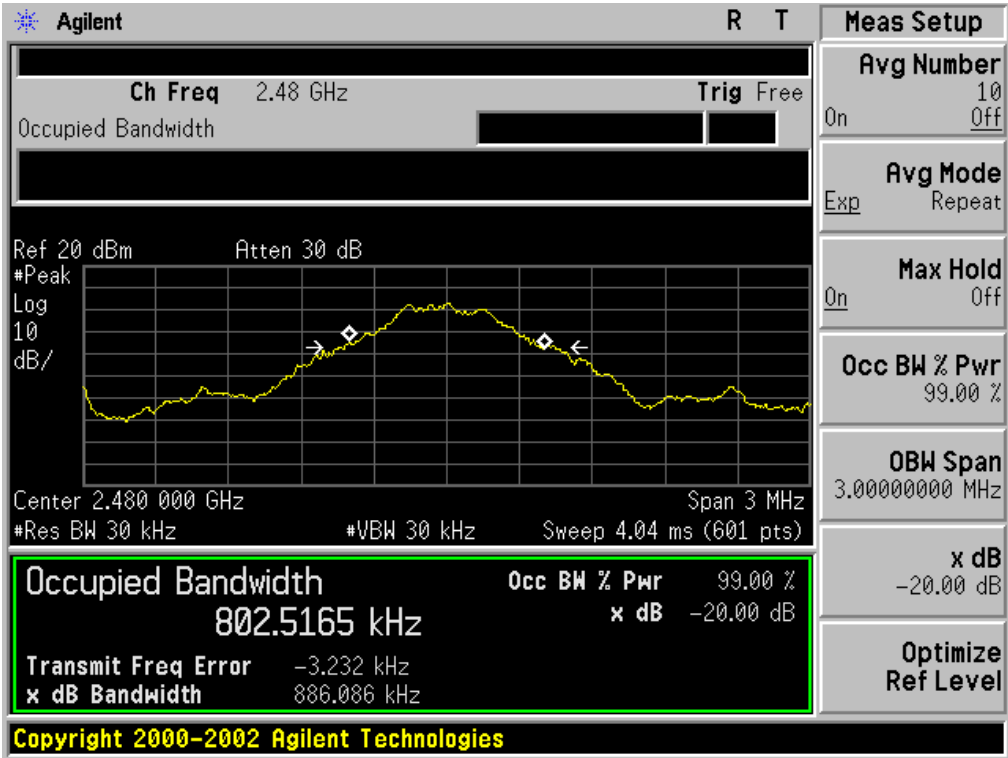 Agilent R T
Ch Freq 2.48 GHz Trig Free
Occupied Bandwidth
Ref 20 dBm Atten 30 dB
#Peak
Log
10
dB/
Center 2.480 000 GHz Span 3 MHz
#Res BW 30 kHz #VBW 30 kHz Sweep 4.04 ms (601 pts)
Occupied Bandwidth Occ BW % Pwr 99.00 %
802.5165 kHz x dB -20.00 dB
Transmit Freq Error -3.232 kHz
x dB Bandwidth 886.086 kHz
Copyright 2000-2002 Agilent Technologies
Meas Setup
Avg Number
10
On Off
Avg Mode
Exp Repeat
Max Hold
On Off
Occ BW % Pwr
99.00 %
OBW Span
3.00000000 MHz
x dB
-20.00 dB
Optimize
Ref Level